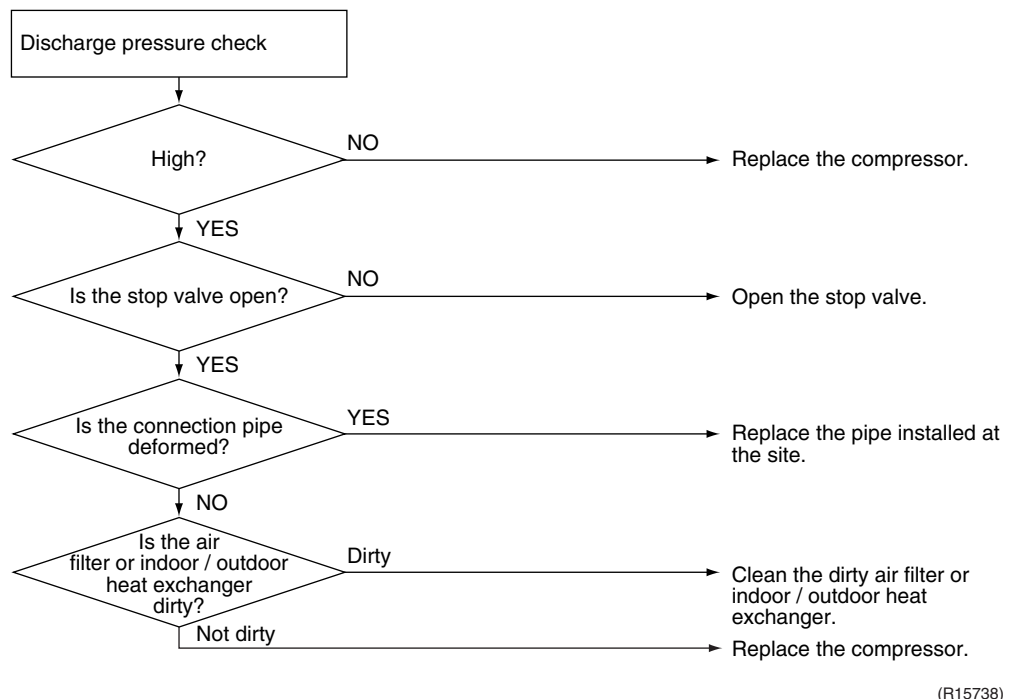 Discharge pressure check
High?
NO
Replace the compressor.
YES
Is the stop valve open?
NO
Open the stop valve.
YES
Is the connection pipe
deformed?
YES
Replace the pipe installed at
the site.
NO
Is the air
filter or indoor / outdoor
heat exchanger
dirty?
Dirty
Clean the dirty air filter or
indoor / outdoor heat
exchanger.
Not dirty
Replace the compressor.
(R15738)